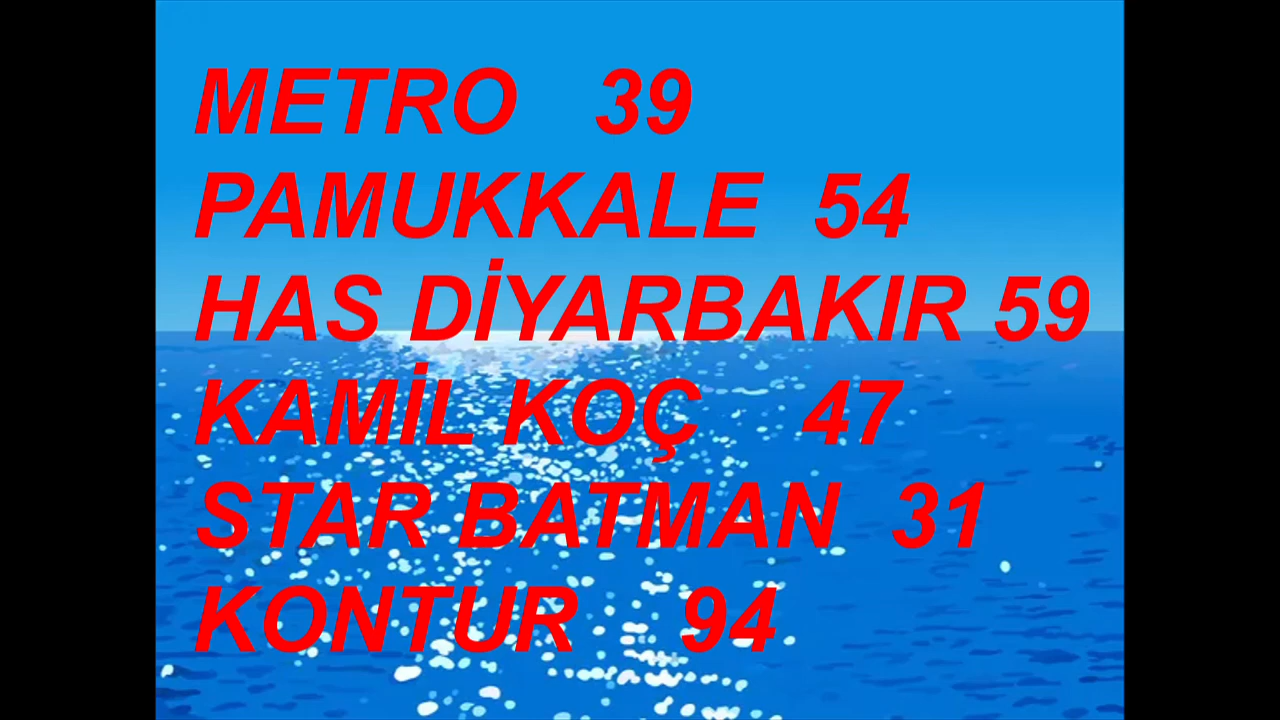 METRO 39
PAMUKKALE 54
HAS DİYARBAKIR 59
KAMİL KOÇ 47
STAR BATMAN 31
KONTUR 94